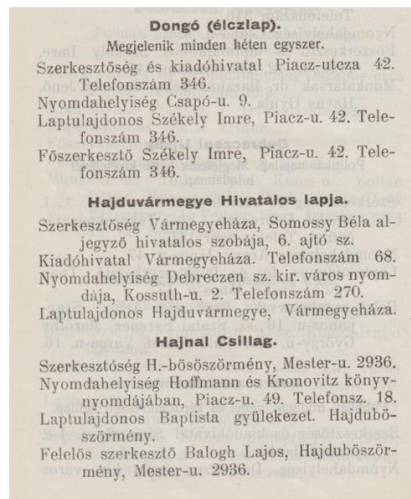 Dongó (élczlap).
Megjelenik minden héten egyszer.
Szerkesztőség és kiadóhivatal Piacz-utcza 42.
Telefonszám 346.
Nyomdahelyiség Csapó-u. 9.
Laptulajdonos Székely Imre, Piacz-u. 42. Tele-
fonszám 346.
Főszerkesztő Székely Imre, Piacz-u. 42. Tele-
fonszám 346.
Hajduvármegye Hivatalos lapja.
Szerkesztőség Vármegyeháza, Somossy Béla al-
jegyző hivatalos szobája, 6. ajtó sz.
Kiadóhivatal Vármegyeháza. Telefonszám 68.
Nyomdahelyiség Debreczen sz. kir. város nyom-
dája, Kossuth-u. 2. Telefonszám 270.
Laptulajdonos Hajduvármegye, Vármegyeháza.
Hajnal Csillag.
Szerkesztőség H.-böszörmény, Mester-u. 2936.
Nyomdahelyiség Hoffmann és Kronovitz könyv-
nyomdájában, Piacz-u. 49. Telefonsz. 18.
Laptulajdonos Baptista gyülekezet. Hajdubö-
szörmény.
Felelős szerkesztő Balogh Lajos, Hajduböször-
mény, Mester-u. 2936.